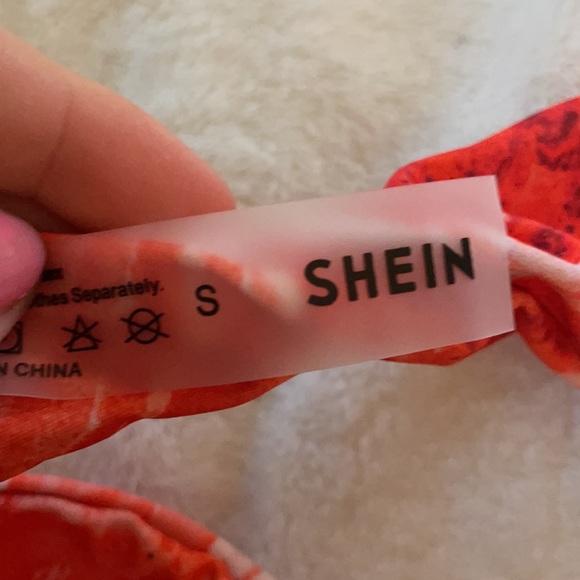 thes Separately.
S
SHEIN
N CHINA